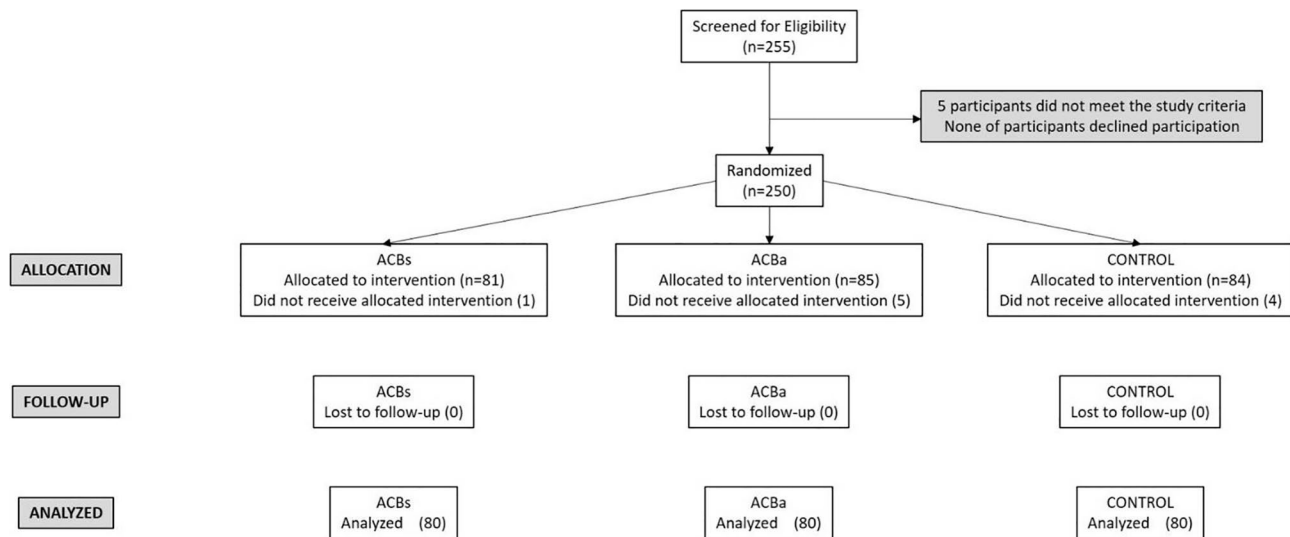 Screened for Eligibility
(n=255)
5 participants did not meet the study criteria
None of participants declined participation
Randomized
(n=250)
ALLOCATION
ACBs
Allocated to intervention (n=81)
Did not receive allocated intervention (1)
ACBa
Allocated to intervention (n=85)
Did not receive allocated intervention (5)
CONTROL
Allocated to intervention (n=84)
Did not receive allocated intervention (4)
FOLLOW-UP
ACBs
Lost to follow-up (0)
ACBa
Lost to follow-up (0)
CONTROL
Lost to follow-up (0)
ANALYZED
ACBs
Analyzed (80)
ACBa
Analyzed (80)
CONTROL
Analyzed (80)